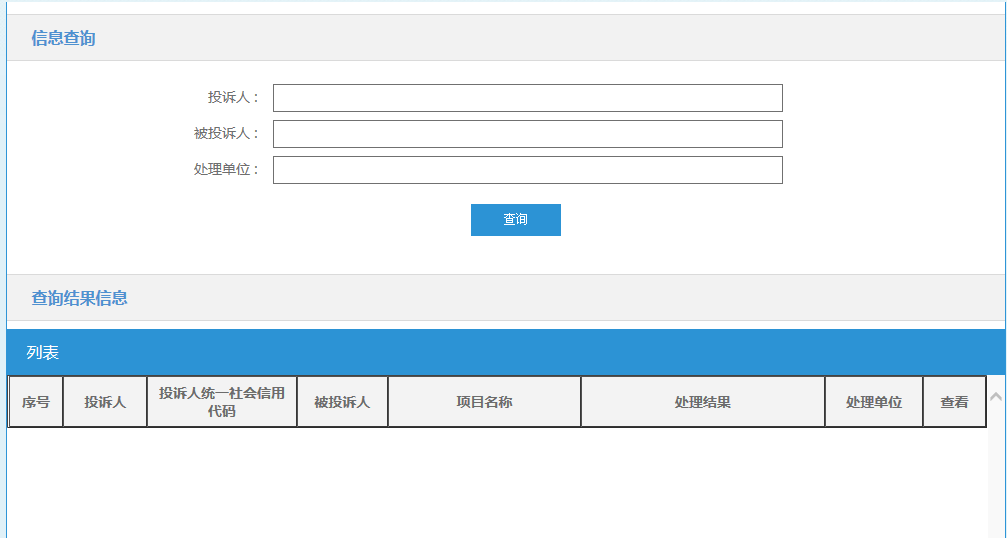 信息查询
投诉人：
被投诉人：
处理单位：
查询
查询结果信息
列表
序号 投诉人 投诉人统一社会信用代码 被投诉人 项目名称 处理结果 处理单位 查看